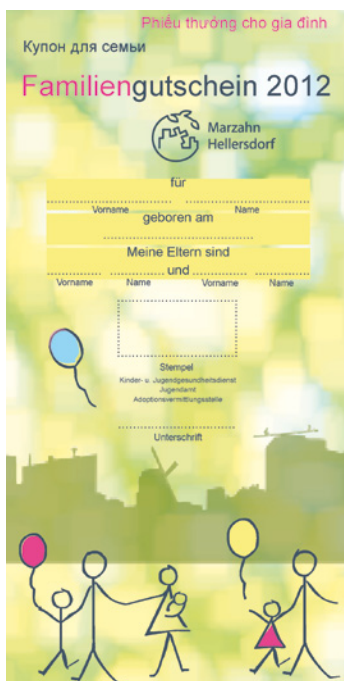 Phiếu thưởng cho gia đình
Купон для семьи
Familiengutschein 2012
Marzahn
Hellersdorf
für
Vorname Name
geboren am
Meine Eltern sind
und
Vorname Name Vorname Name
Stempel
Kinder- u. Jugendgesundheitsdienst
Jugendamt
Adoptionsvermittlungsstelle
Unterschrift